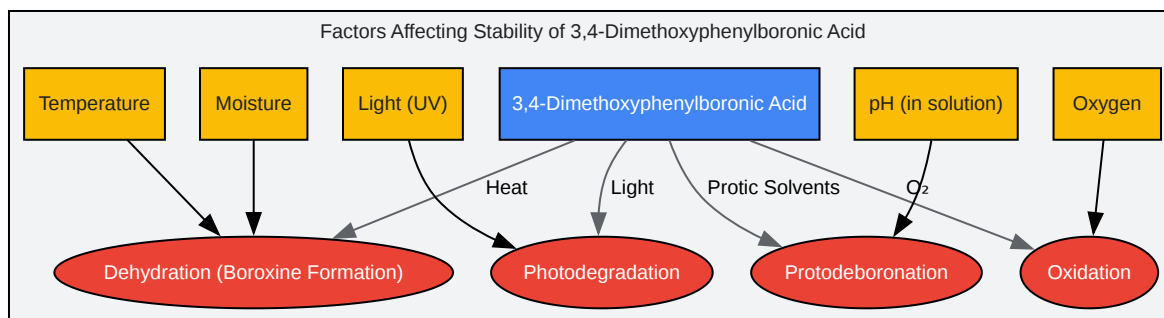 Factors Affecting Stability of 3,4-Dimethoxyphenylboronic Acid
Temperature
Moisture
Light (UV)
3,4-Dimethoxyphenylboronic Acid
pH (in solution)
Oxygen
Heat
Light
Protic Solvents
O₂
Dehydration (Boroxine Formation)
Photodegradation
Protodeboronation
Oxidation